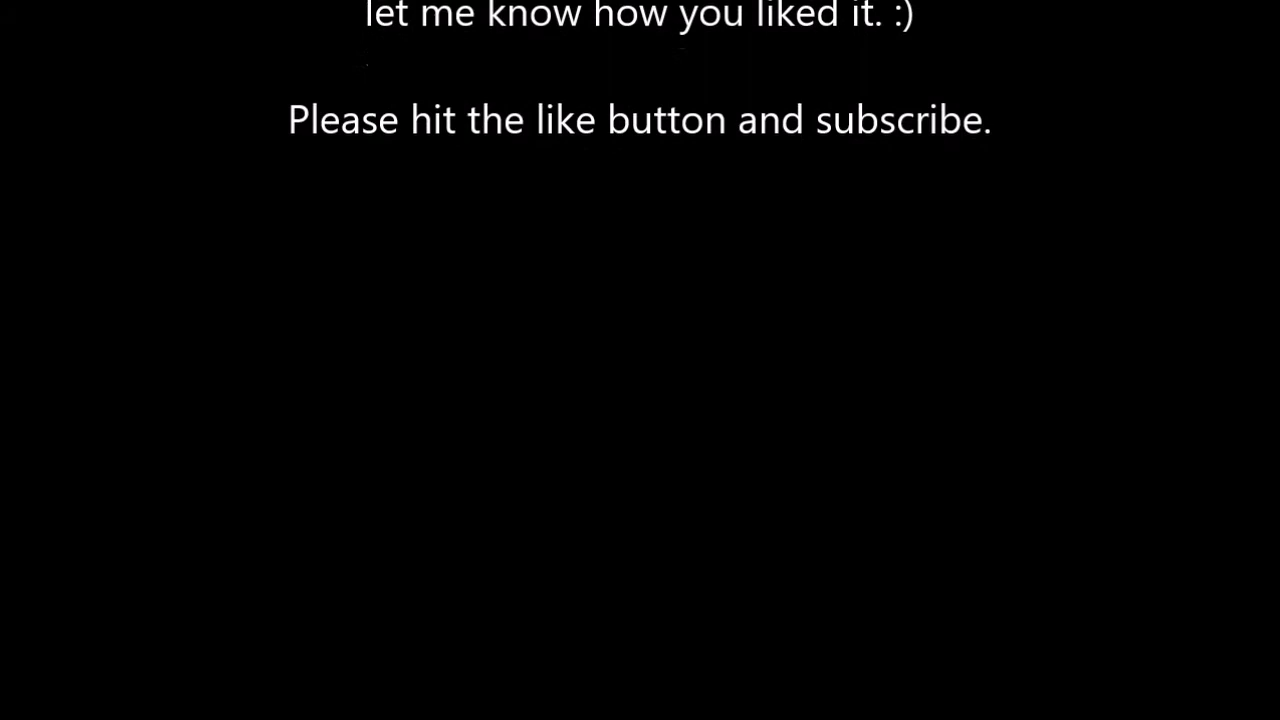 let me know how you liked it. :)
Please hit the like button and subscribe.